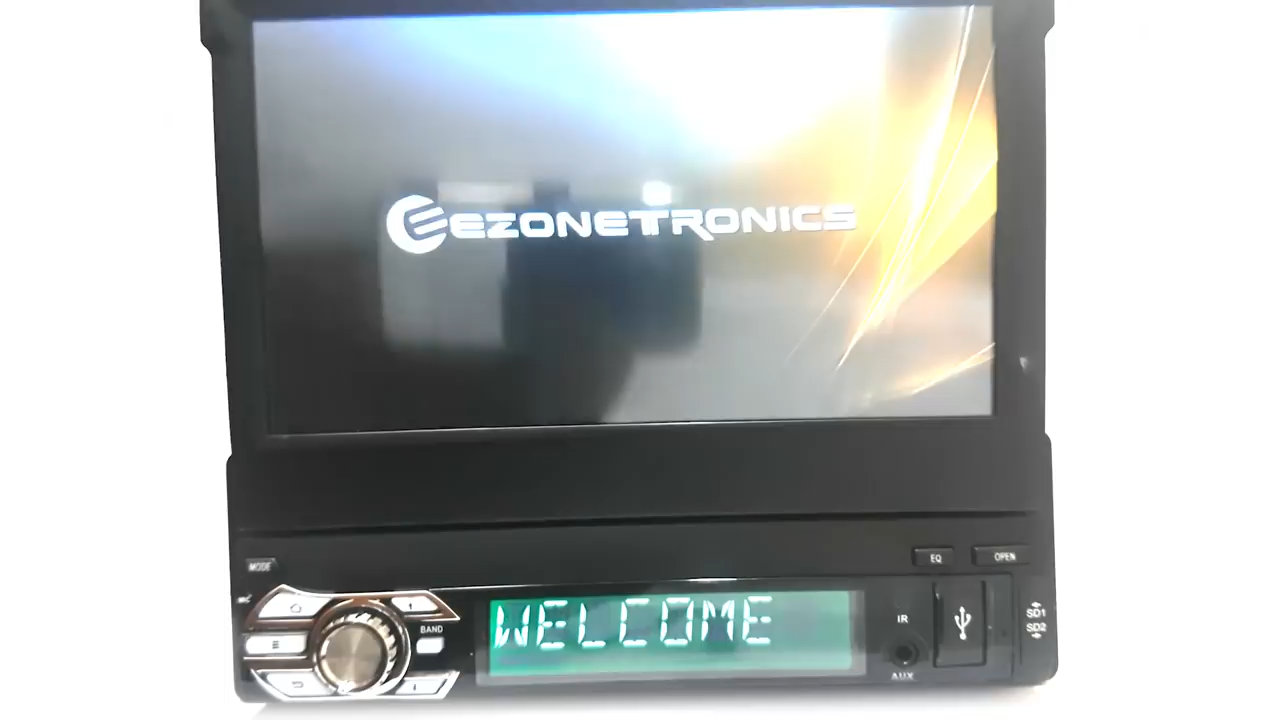 EZONETRONICS
MODE
EQ
OPEN
BAND
WELCOME
IR
AUX
SD1
SD2